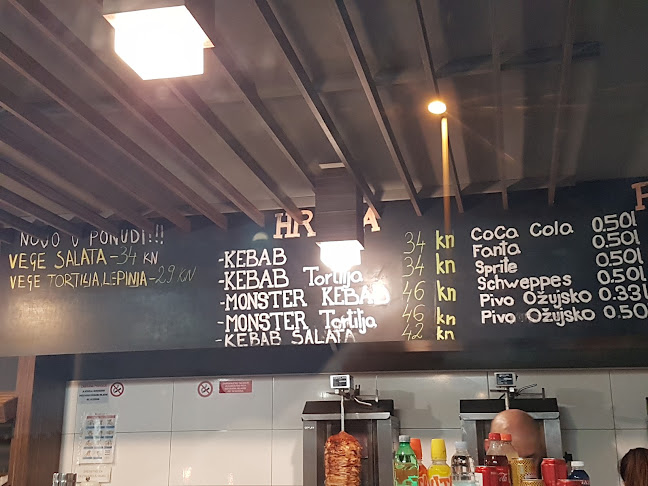 NOVO U PONUDI!!!
VEGE SALATA - 34 KN
VEGE TORTILJA, LEPINJA - 29 KN
- KEBAB 34 kn
- KEBAB Tortilja 34 kn
- MONSTER KEBAB 46 kn
- MONSTER Tortilja 46 kn
- KEBAB SALATA 42 kn
CoCa Cola 0.50l
Fanta 0.50l
Sprite 0.50l
Schweppes 0.50l
Pivo Ožujsko 0.33l
Pivo Ožujsko 0.50l